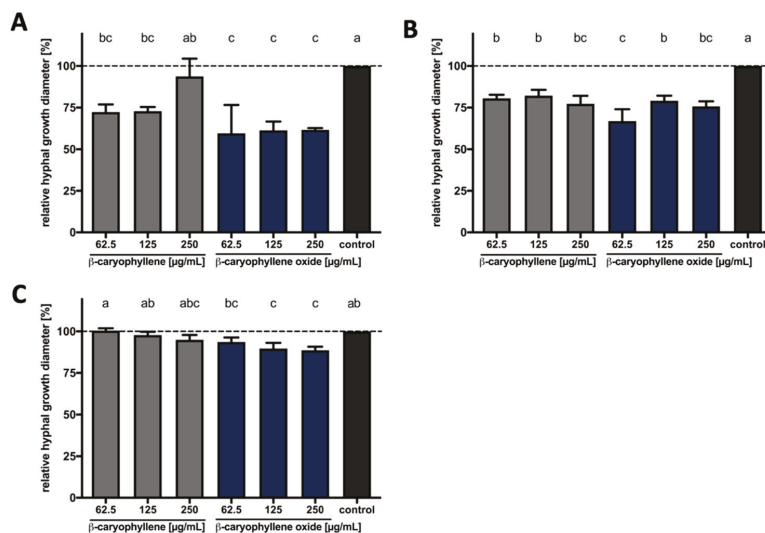 A
bc bc ab c c c a
relative hyphal growth diameter [%]
100
75
50
25
0
62.5 125 250 62.5 125 250 control
β-caryophyllene [µg/mL] β-caryophyllene oxide [µg/mL]
B
b b bc c b bc a
relative hyphal growth diameter [%]
100
75
50
25
0
62.5 125 250 62.5 125 250 control
β-caryophyllene [µg/mL] β-caryophyllene oxide [µg/mL]
C
a ab abc bc c c ab
relative hyphal growth diameter [%]
100
75
50
25
0
62.5 125 250 62.5 125 250 control
β-caryophyllene [µg/mL] β-caryophyllene oxide [µg/mL]